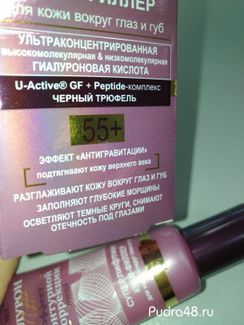 ДЛЯ КОЖИ ВОКРУГ ГЛАЗ И ГУБ
УЛЬТРАКОНЦЕНТРИРОВАННАЯ
ВЫСОКОМОЛЕКУЛЯРНАЯ & НИЗКОМОЛЕКУЛЯРНАЯ
ГИАЛУРОНОВАЯ КИСЛОТА
U-Active® GF + Peptide-комплекс
ЧЕРНЫЙ ТРЮФЕЛЬ
55+
ЭФФЕКТ «АНТИГРАВИТАЦИИ»
подтягивают кожу верхнего века
РАЗГЛАЖИВАЮТ КОЖУ ВОКРУГ ГЛАЗ И ГУБ
ЗАПОЛНЯЮТ ГЛУБОКИЕ МОРЩИНЫ
ОСВЕТЛЯЮТ ТЕМНЫЕ КРУГИ, СНИМАЮТ
ОТЕЧНОСТЬ ПОД ГЛАЗАМИ
Pudra48.ru